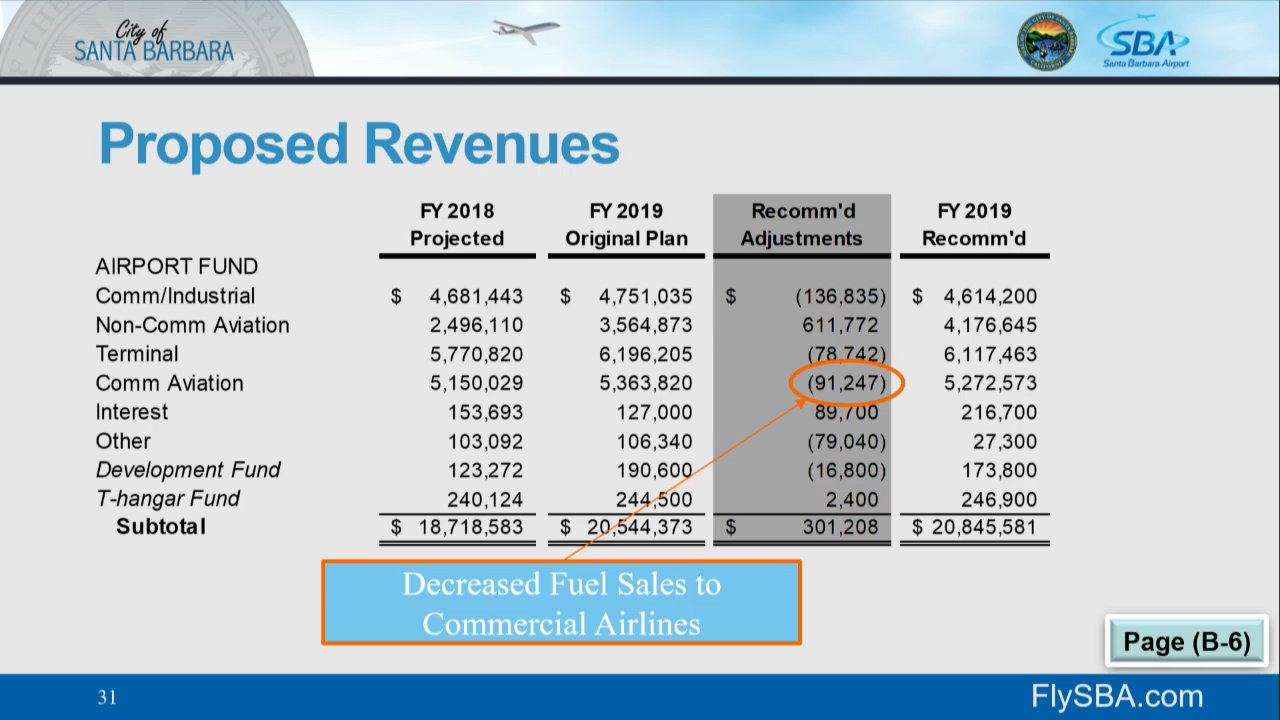 City of
SANTA BARBARA
SBA
Santa Barbara Airport
Proposed Revenues
FY 2018 FY 2019 Recomm'd FY 2019
Projected Original Plan Adjustments Recomm'd
AIRPORT FUND
Comm/Industrial $ 4,681,443 $ 4,751,035 $ (136,835) $ 4,614,200
Non-Comm Aviation 2,496,110 3,564,873 611,772 4,176,645
Terminal 5,770,820 6,196,205 (78,742) 6,117,463
Comm Aviation 5,150,029 5,363,820 (91,247) 5,272,573
Interest 153,693 127,000 89,700 216,700
Other 103,092 106,340 (79,040) 27,300
Development Fund 123,272 190,600 (16,800) 173,800
T-hangar Fund 240,124 244,500 2,400 246,900
Subtotal $ 18,718,583 $ 20,544,373 $ 301,208 $ 20,845,581
Decreased Fuel Sales to
Commercial Airlines
Page (B-6)
31
FlySBA.com